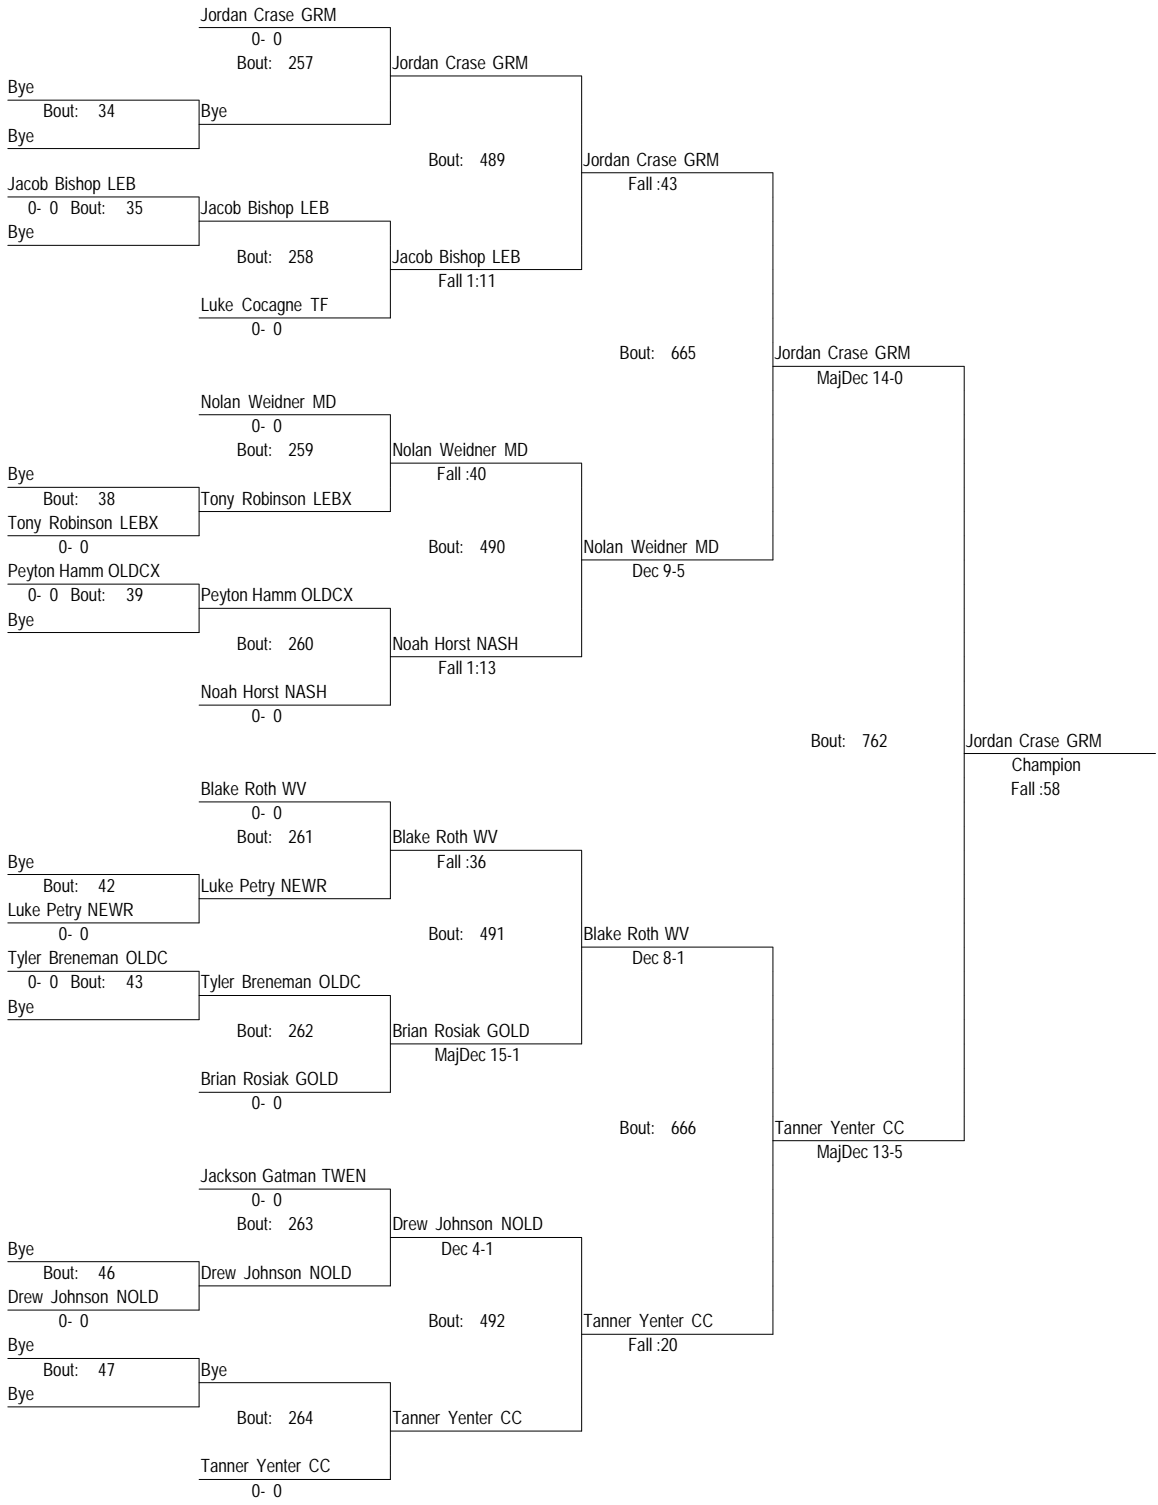 Jordan Crase GRM
0- 0
Bout: 257
Jordan Crase GRM
Bye
Bout: 34
Bye
Bye
Bout: 489
Jordan Crase GRM
Fall :43
Jacob Bishop LEB
0- 0 Bout: 35
Jacob Bishop LEB
Bye
Bout: 258
Jacob Bishop LEB
Fall 1:11
Luke Cocagne TF
0- 0
Bout: 665
Jordan Crase GRM
MajDec 14-0
Nolan Weidner MD
0- 0
Bout: 259
Nolan Weidner MD
Fall :40
Bye
Bout: 38
Tony Robinson LEBX
Tony Robinson LEBX
0- 0
Bout: 490
Nolan Weidner MD
Dec 9-5
Peyton Hamm OLDCX
0- 0 Bout: 39
Peyton Hamm OLDCX
Bye
Bout: 260
Noah Horst NASH
Fall 1:13
Noah Horst NASH
0- 0
Bout: 762
Jordan Crase GRM
Champion
Fall :58
Blake Roth WV
0- 0
Bout: 261
Blake Roth WV
Fall :36
Bye
Bout: 42
Luke Petry NEWR
Luke Petry NEWR
0- 0
Bout: 491
Blake Roth WV
Dec 8-1
Tyler Breneman OLDC
0- 0 Bout: 43
Tyler Breneman OLDC
Bye
Bout: 262
Brian Rosiak GOLD
MajDec 15-1
Brian Rosiak GOLD
0- 0
Bout: 666
Tanner Yenter CC
MajDec 13-5
Jackson Gatman TWEN
0- 0
Bout: 263
Drew Johnson NOLD
Dec 4-1
Bye
Bout: 46
Drew Johnson NOLD
Drew Johnson NOLD
0- 0
Bout: 492
Tanner Yenter CC
Fall :20
Bye
Bout: 47
Bye
Bye
Bout: 264
Tanner Yenter CC
Tanner Yenter CC
0- 0